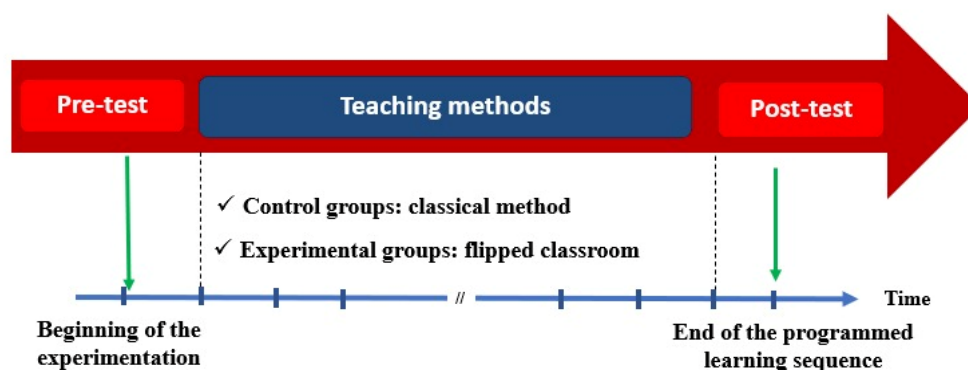 Pre-test
Teaching methods
Post-test
✓ Control groups: classical method
✓ Experimental groups: flipped classroom
//
Time
Beginning of the
experimentation
End of the programmed
learning sequence